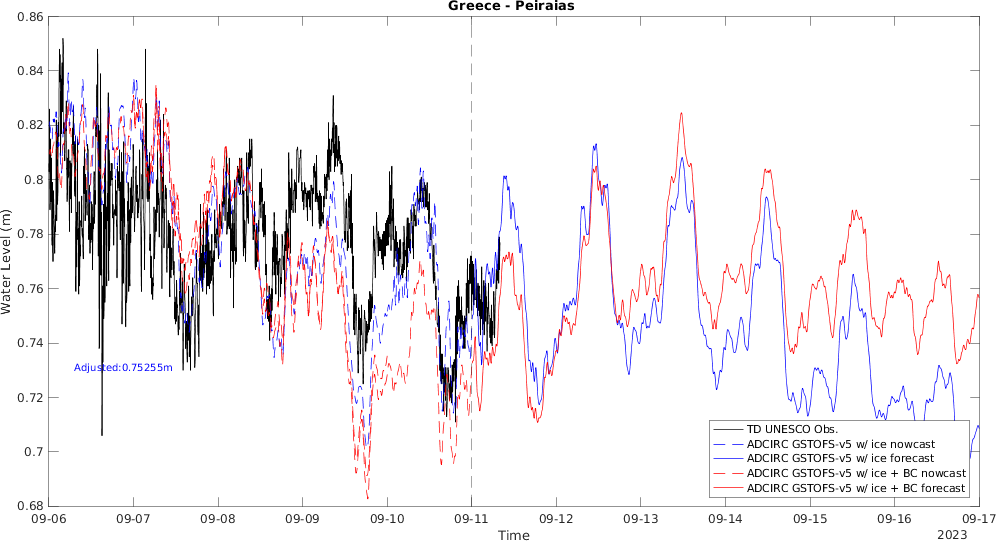 Greece - Peiraias
0.86
0.84
0.82
0.8
0.78
0.76
0.74
0.72
0.7
0.68
Water Level (m)
Adjusted:0.75255m
TD UNESCO Obs.
ADCIRC GSTOFS-v5 w/ ice nowcast
ADCIRC GSTOFS-v5 w/ ice forecast
ADCIRC GSTOFS-v5 w/ ice + BC nowcast
ADCIRC GSTOFS-v5 w/ ice + BC forecast
09-06 09-07 09-08 09-09 09-10 09-11 09-12 09-13 09-14 09-15 09-16 09-17
Time
2023